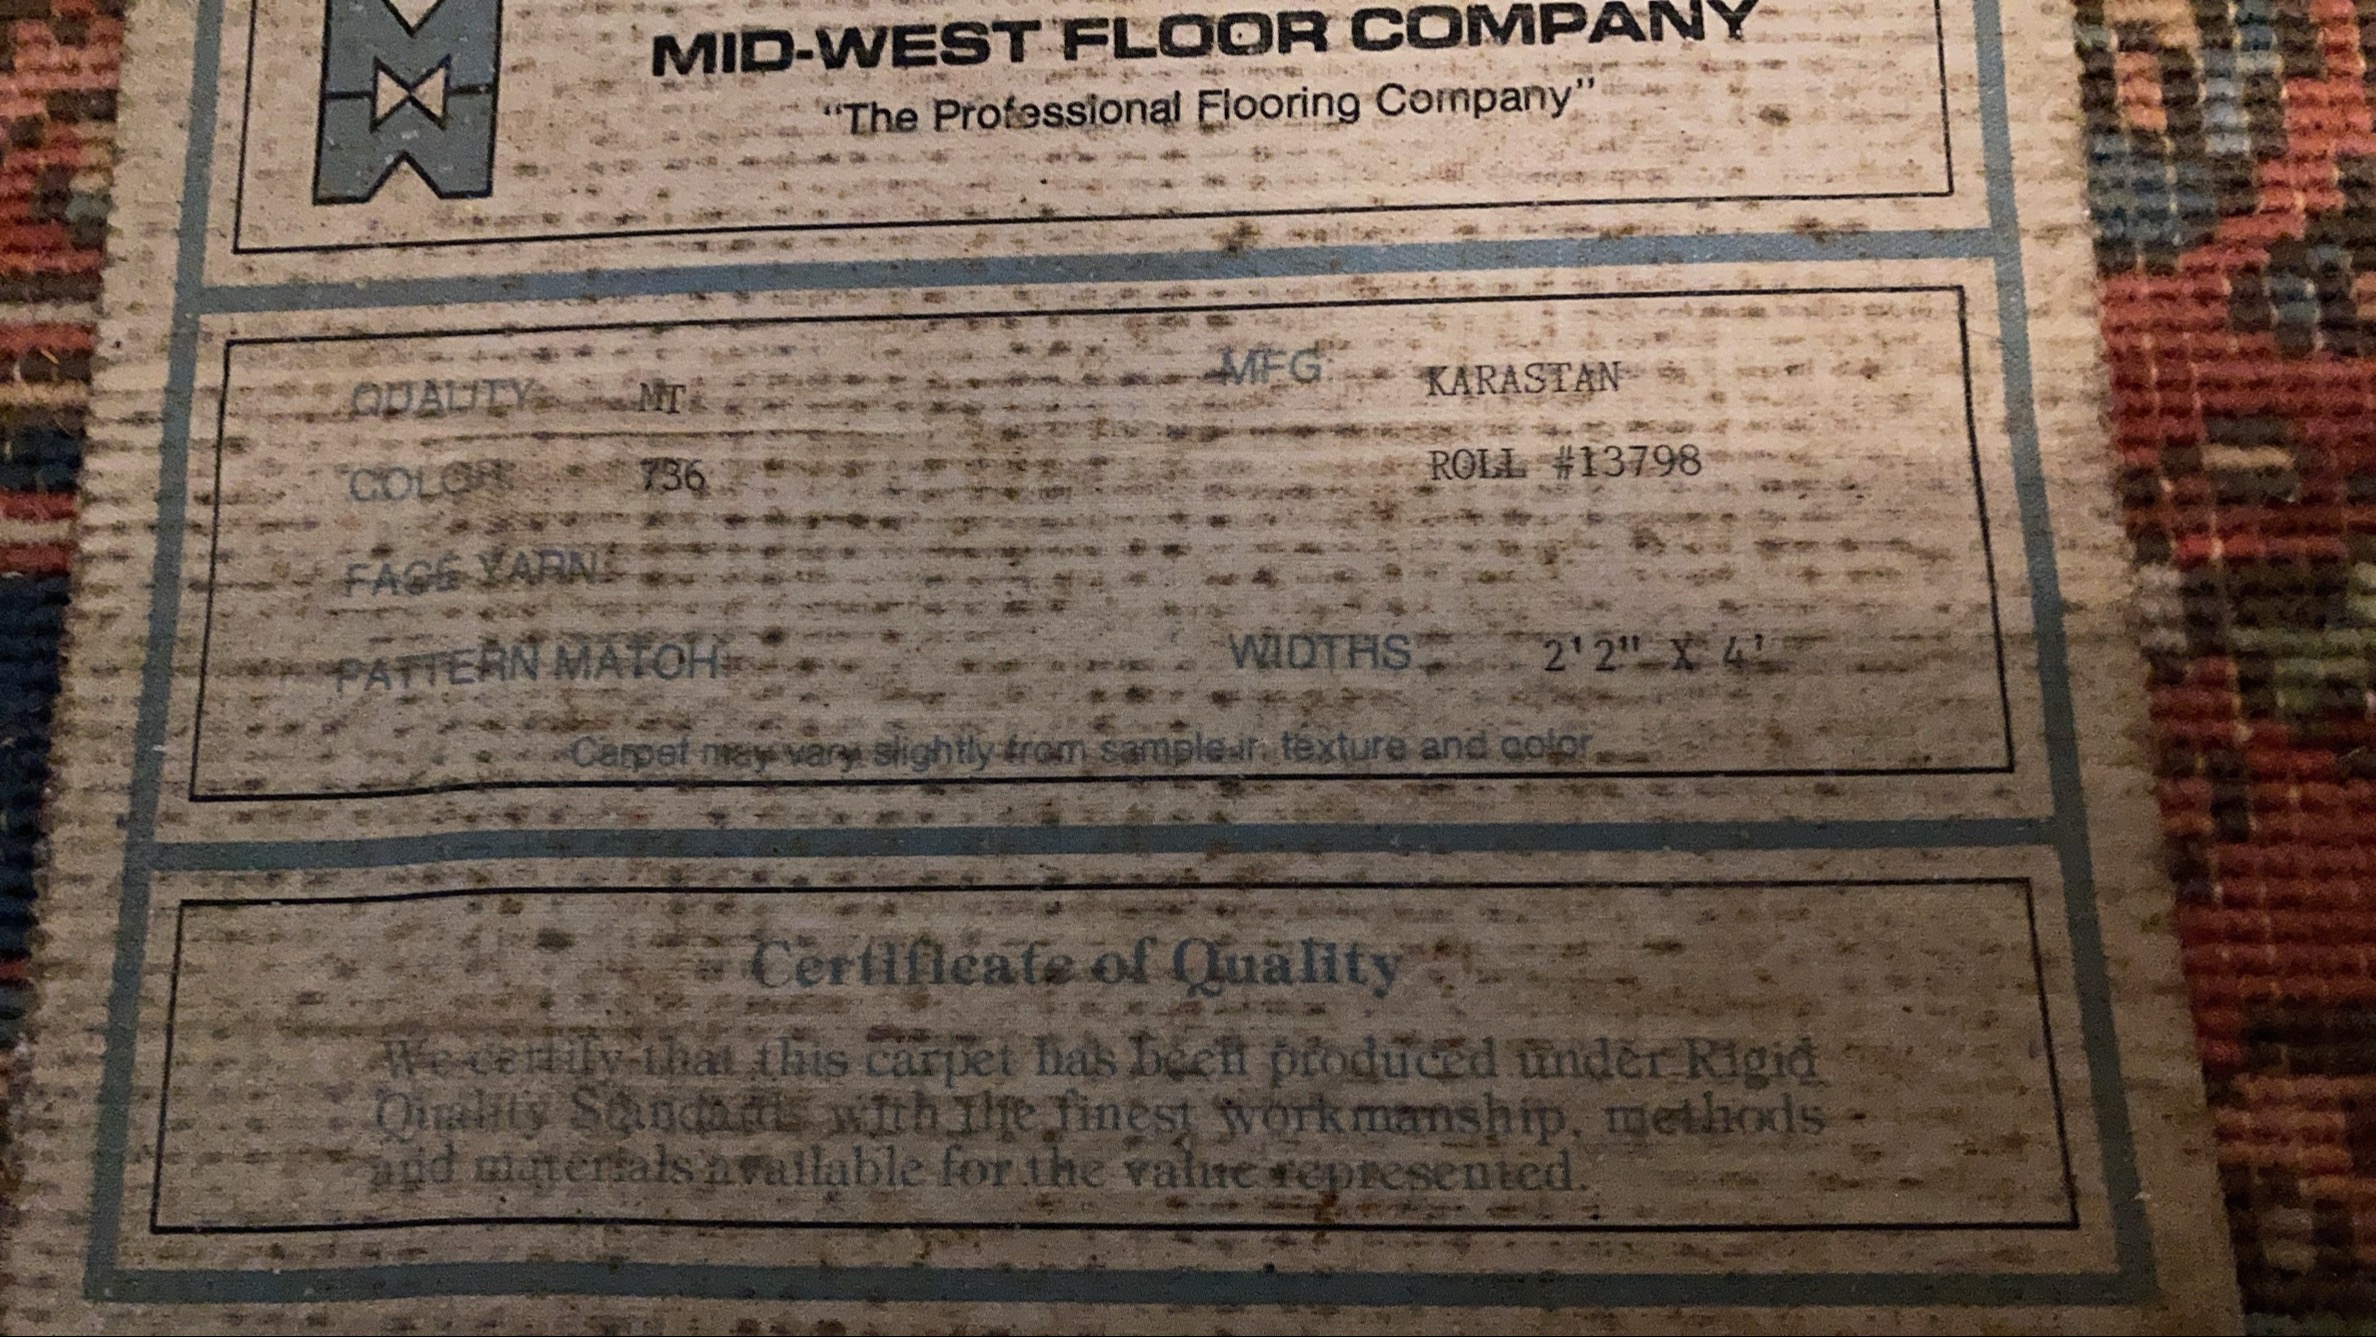 MID-WEST FLOOR COMPANY
"The Professional Flooring Company"
QUALITY: MT
MFG: KARASTAN
COLOR: 736
ROLL #13798
FACE YARN:
PATTERN MATCH:
WIDTHS: 2'2" X 4'
Carpet may vary slightly from sample in texture and color
Certificate of Quality
We certify that this carpet has been produced under Rigid
Quality Standards with the finest workmanship, methods
and materials available for the value represented.